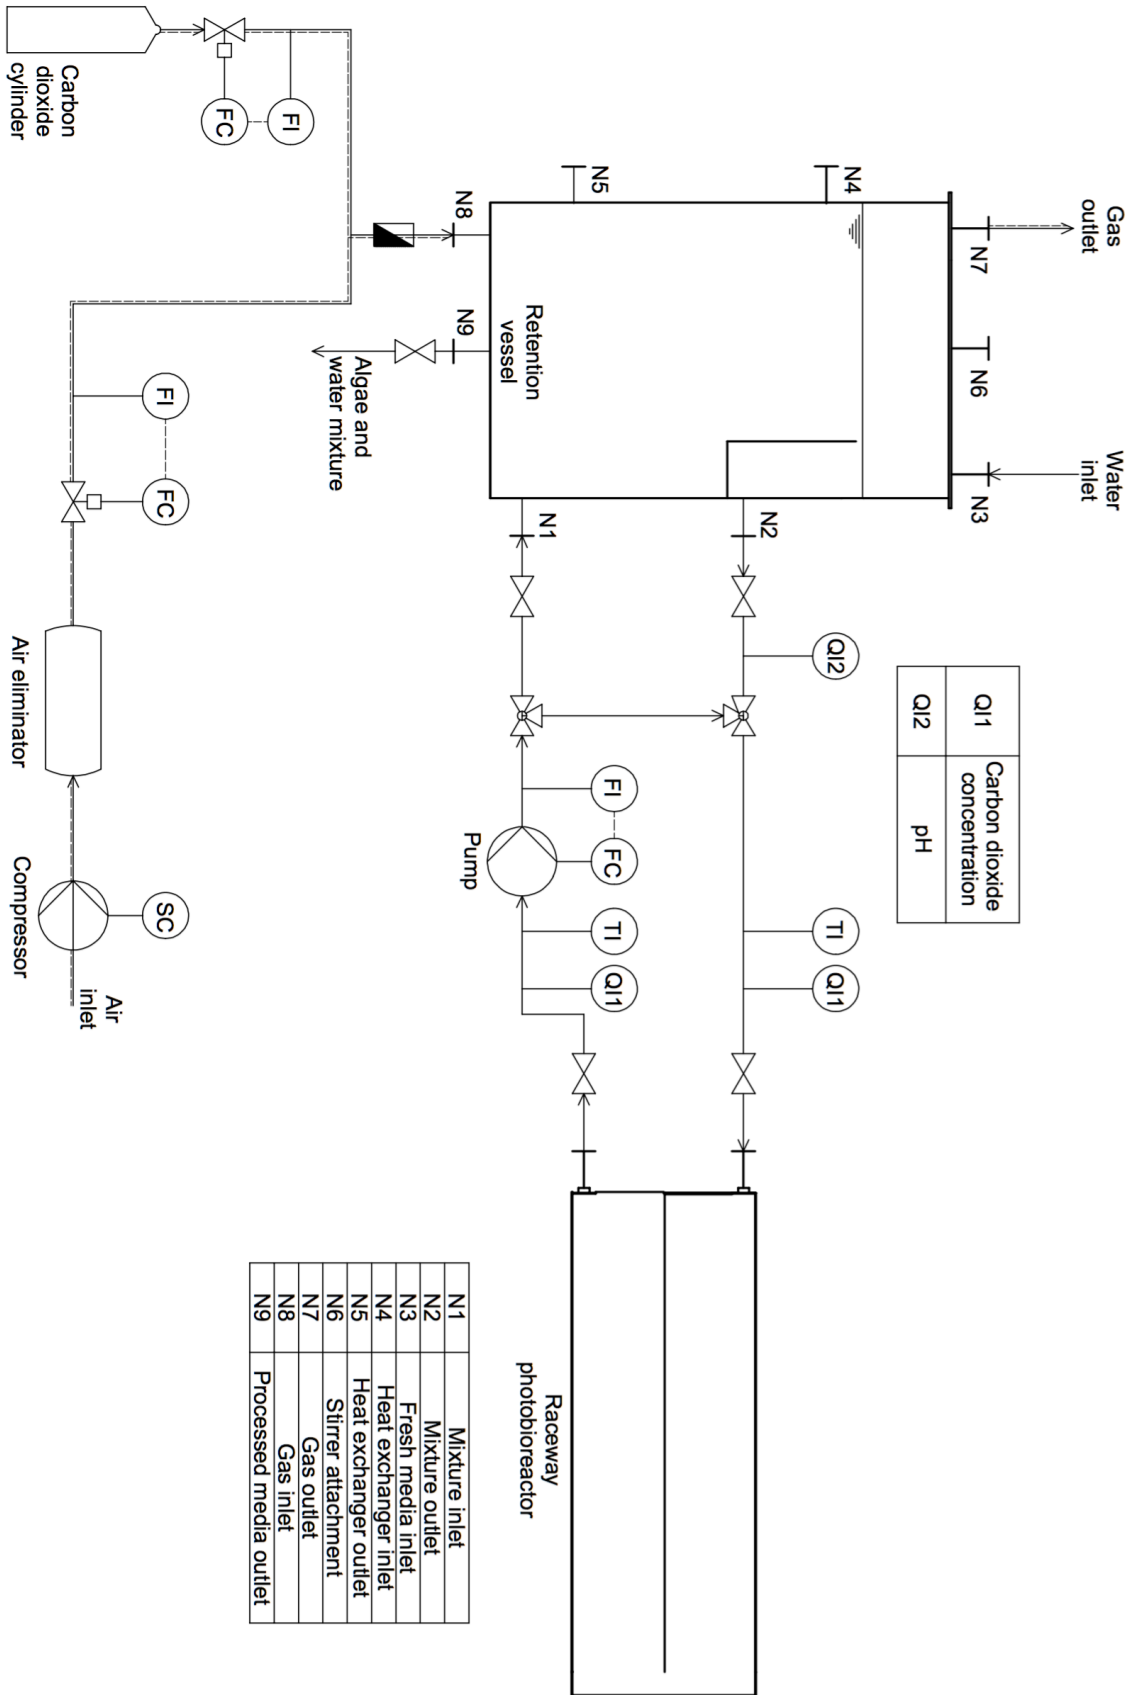 Gas
outlet
Water
inlet
N7
N6
N3
N4
N5
N8
N9
Retention
vessel
Algae and
water mixture
N1
N2
Carbon
dioxide
cylinder
FC
FI
FI
FC
Air eliminator
SC
Compressor
Air
inlet
QI2
FI
FC
Pump
TI
QI1
TI
QI1
QI1 Carbon dioxide
concentration
QI2 pH
Raceway
photobioreactor
N1 Mixture inlet
N2 Mixture outlet
N3 Fresh media inlet
N4 Heat exchanger inlet
N5 Heat exchanger outlet
N6 Stirrer attachment
N7 Gas outlet
N8 Gas inlet
N9 Processed media outlet